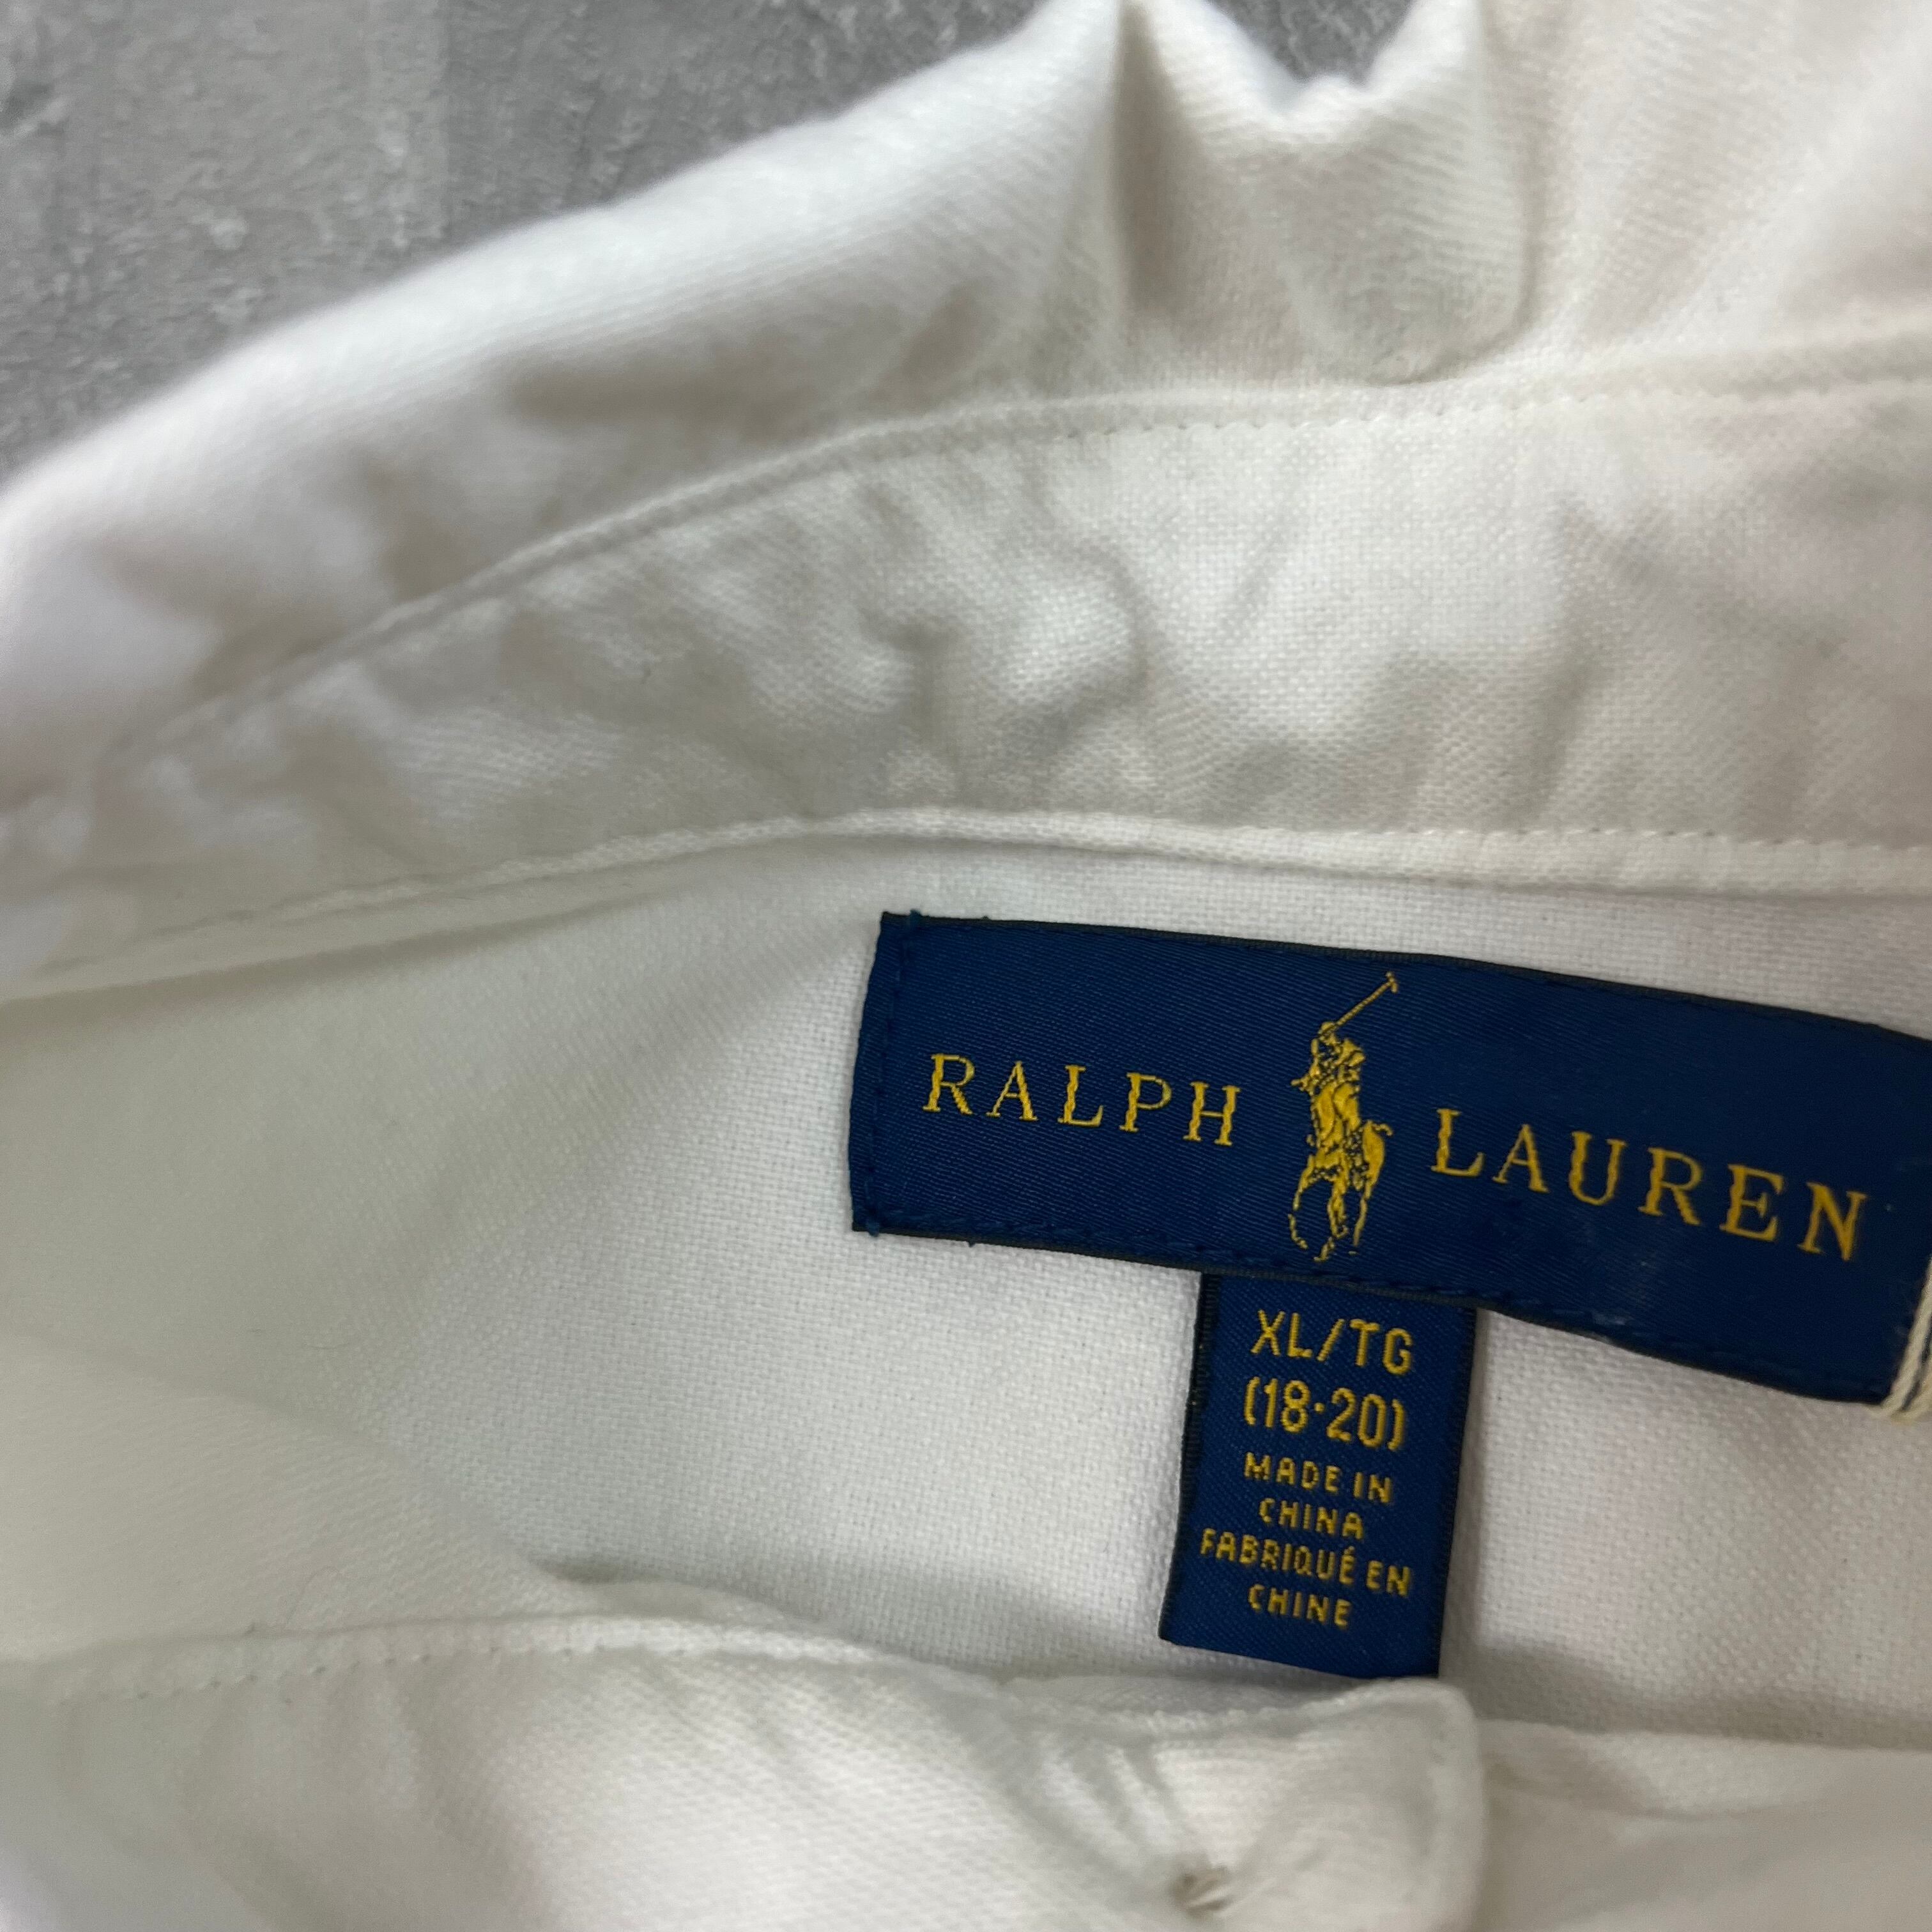 RALPH LAUREN
XL/TG
(18·20)
MADE IN
CHINA
FABRIQUÉ EN
CHINE